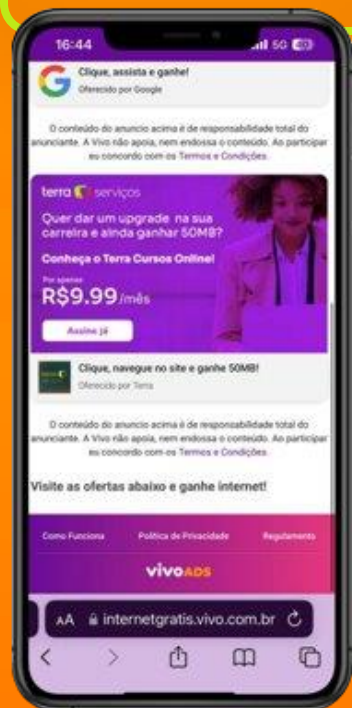 16:44
5G 40
Clique, assista e ganhe!
Oferecido por Google
O conteúdo do anuncio acima é de responsabilidade total do
anunciante. A Vivo não apoia, nem endossa o conteúdo. Ao participar
eu concordo com os Termos e Condições.
terra serviços
Quer dar um upgrade na sua
carreira e ainda ganhar 50MB?
Conheça o Terra Cursos Online!
Por apenas
R$9.99/mês
Assine já
Clique, navegue no site e ganhe 50MB!
Oferecido por Terra
O conteúdo do anuncio acima é de responsabilidade total do
anunciante. A Vivo não apoia, nem endossa o conteúdo. Ao participar
eu concordo com os Termos e Condições.
Visite as ofertas abaixo e ganhe internet!
Como Funciona Política de Privacidade Regulamento
vivoADS
AA internetgratis.vivo.com.br